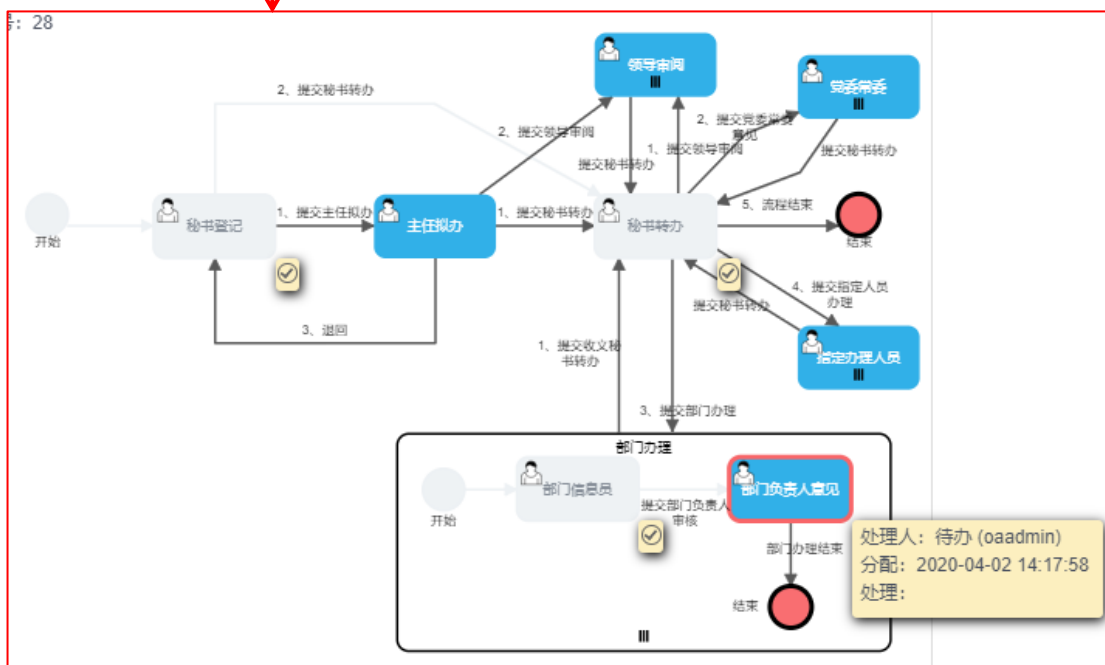 号: 28
领导审阅
党委常委
2、提交秘书转办
2、提交领导审阅
2、提交党委常委
意见
1、提交领导审阅
提交秘书转办
提交秘书转办
开始
秘书登记
1、提交主任拟办
主任拟办
1、提交秘书转办
秘书转办
5、流程结束
结束
3、退回
4、提交指定人员
办理
提交秘书转办
指定办理人员
1、提交收文秘
书转办
3、提交部门办理
部门办理
开始
部门信息员
提交部门负责人
审核
部门负责人意见
部门办理结束
结束
处理人: 待办 (oaadmin)
分配: 2020-04-02 14:17:58
处理: